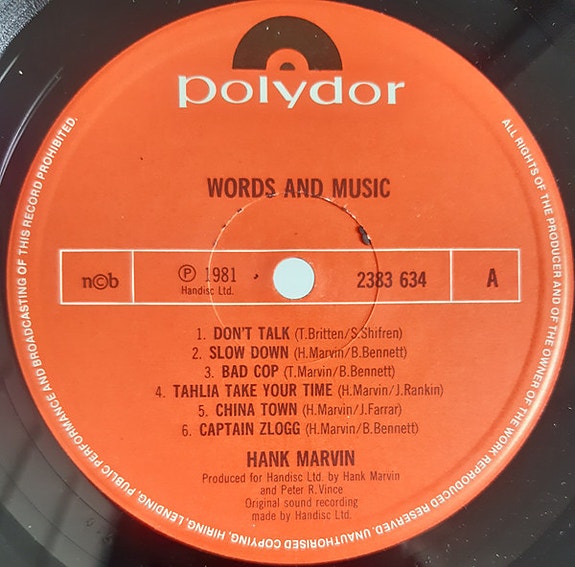 polydor
WORDS AND MUSIC
n©b
℗ 1981
Handisc Ltd.
2383 634
A
1. DON'T TALK (T.Britten/S.Shifren)
2. SLOW DOWN (H.Marvin/B.Bennett)
3. BAD COP (T.Marvin/B.Bennett)
4. TAHLIA TAKE YOUR TIME (H.Marvin/J.Rankin)
5. CHINA TOWN (H.Marvin/J.Farrar)
6. CAPTAIN ZLOGG (H.Marvin/B.Bennett)
HANK MARVIN
Produced for Handisc Ltd. by Hank Marvin
and Peter R.Vince
Original sound recording
made by Handisc Ltd.
ALL RIGHTS OF THE PRODUCER AND OF THE OWNER OF THE WORK REPRODUCED RESERVED. UNAUTHORISED COPYING, HIRING, LENDING, PUBLIC PERFORMANCE AND BROADCASTING OF THIS RECORD PROHIBITED.